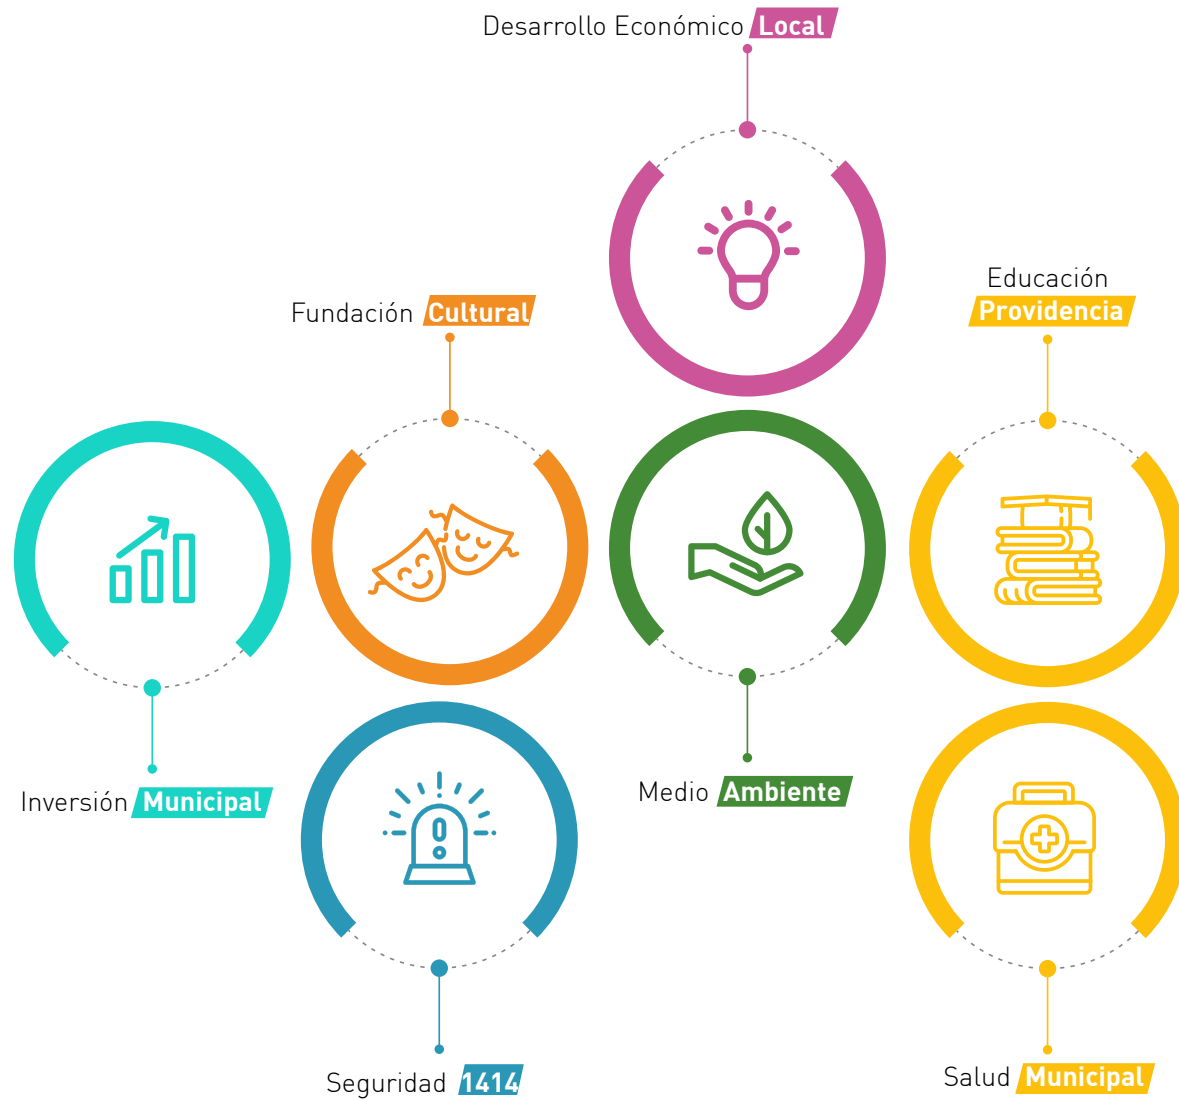 Desarrollo Económico Local
Educación
Providencia
Fundación Cultural
Medio Ambiente
Inversión Municipal
Salud Municipal
Seguridad 1414